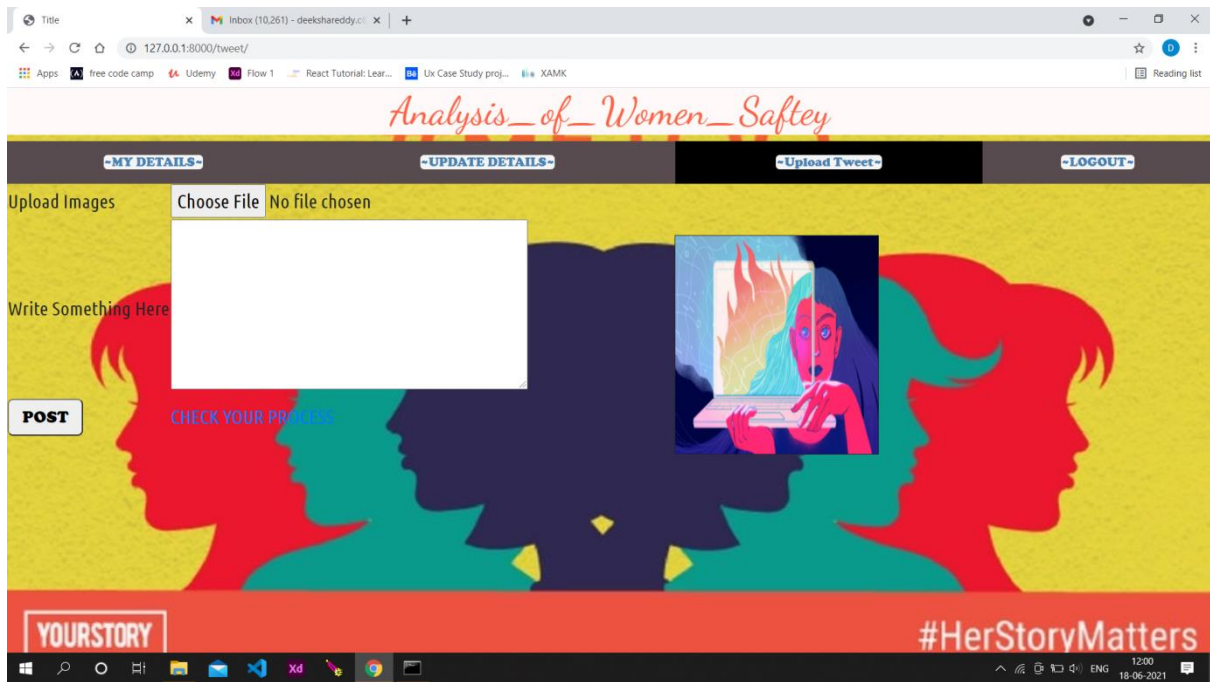 Title
Inbox (10,261) - deekshareddy.c
127.0.0.1:8000/tweet/
D
Apps free code camp Udemy Xd Flow 1 React Tutorial: Lear... Bē Ux Case Study proj... XAMK Reading list
Analysis_of_Women_Saftey
~MY DETAILS~ ~UPDATE DETAILS~ ~Upload Tweet~ ~LOGOUT~
Upload Images Choose File No file chosen
Write Something Here
POST CHECK YOUR PROCESS
YOURSTORY #HerStoryMatters
Xd ENG 12:00
18-06-2021